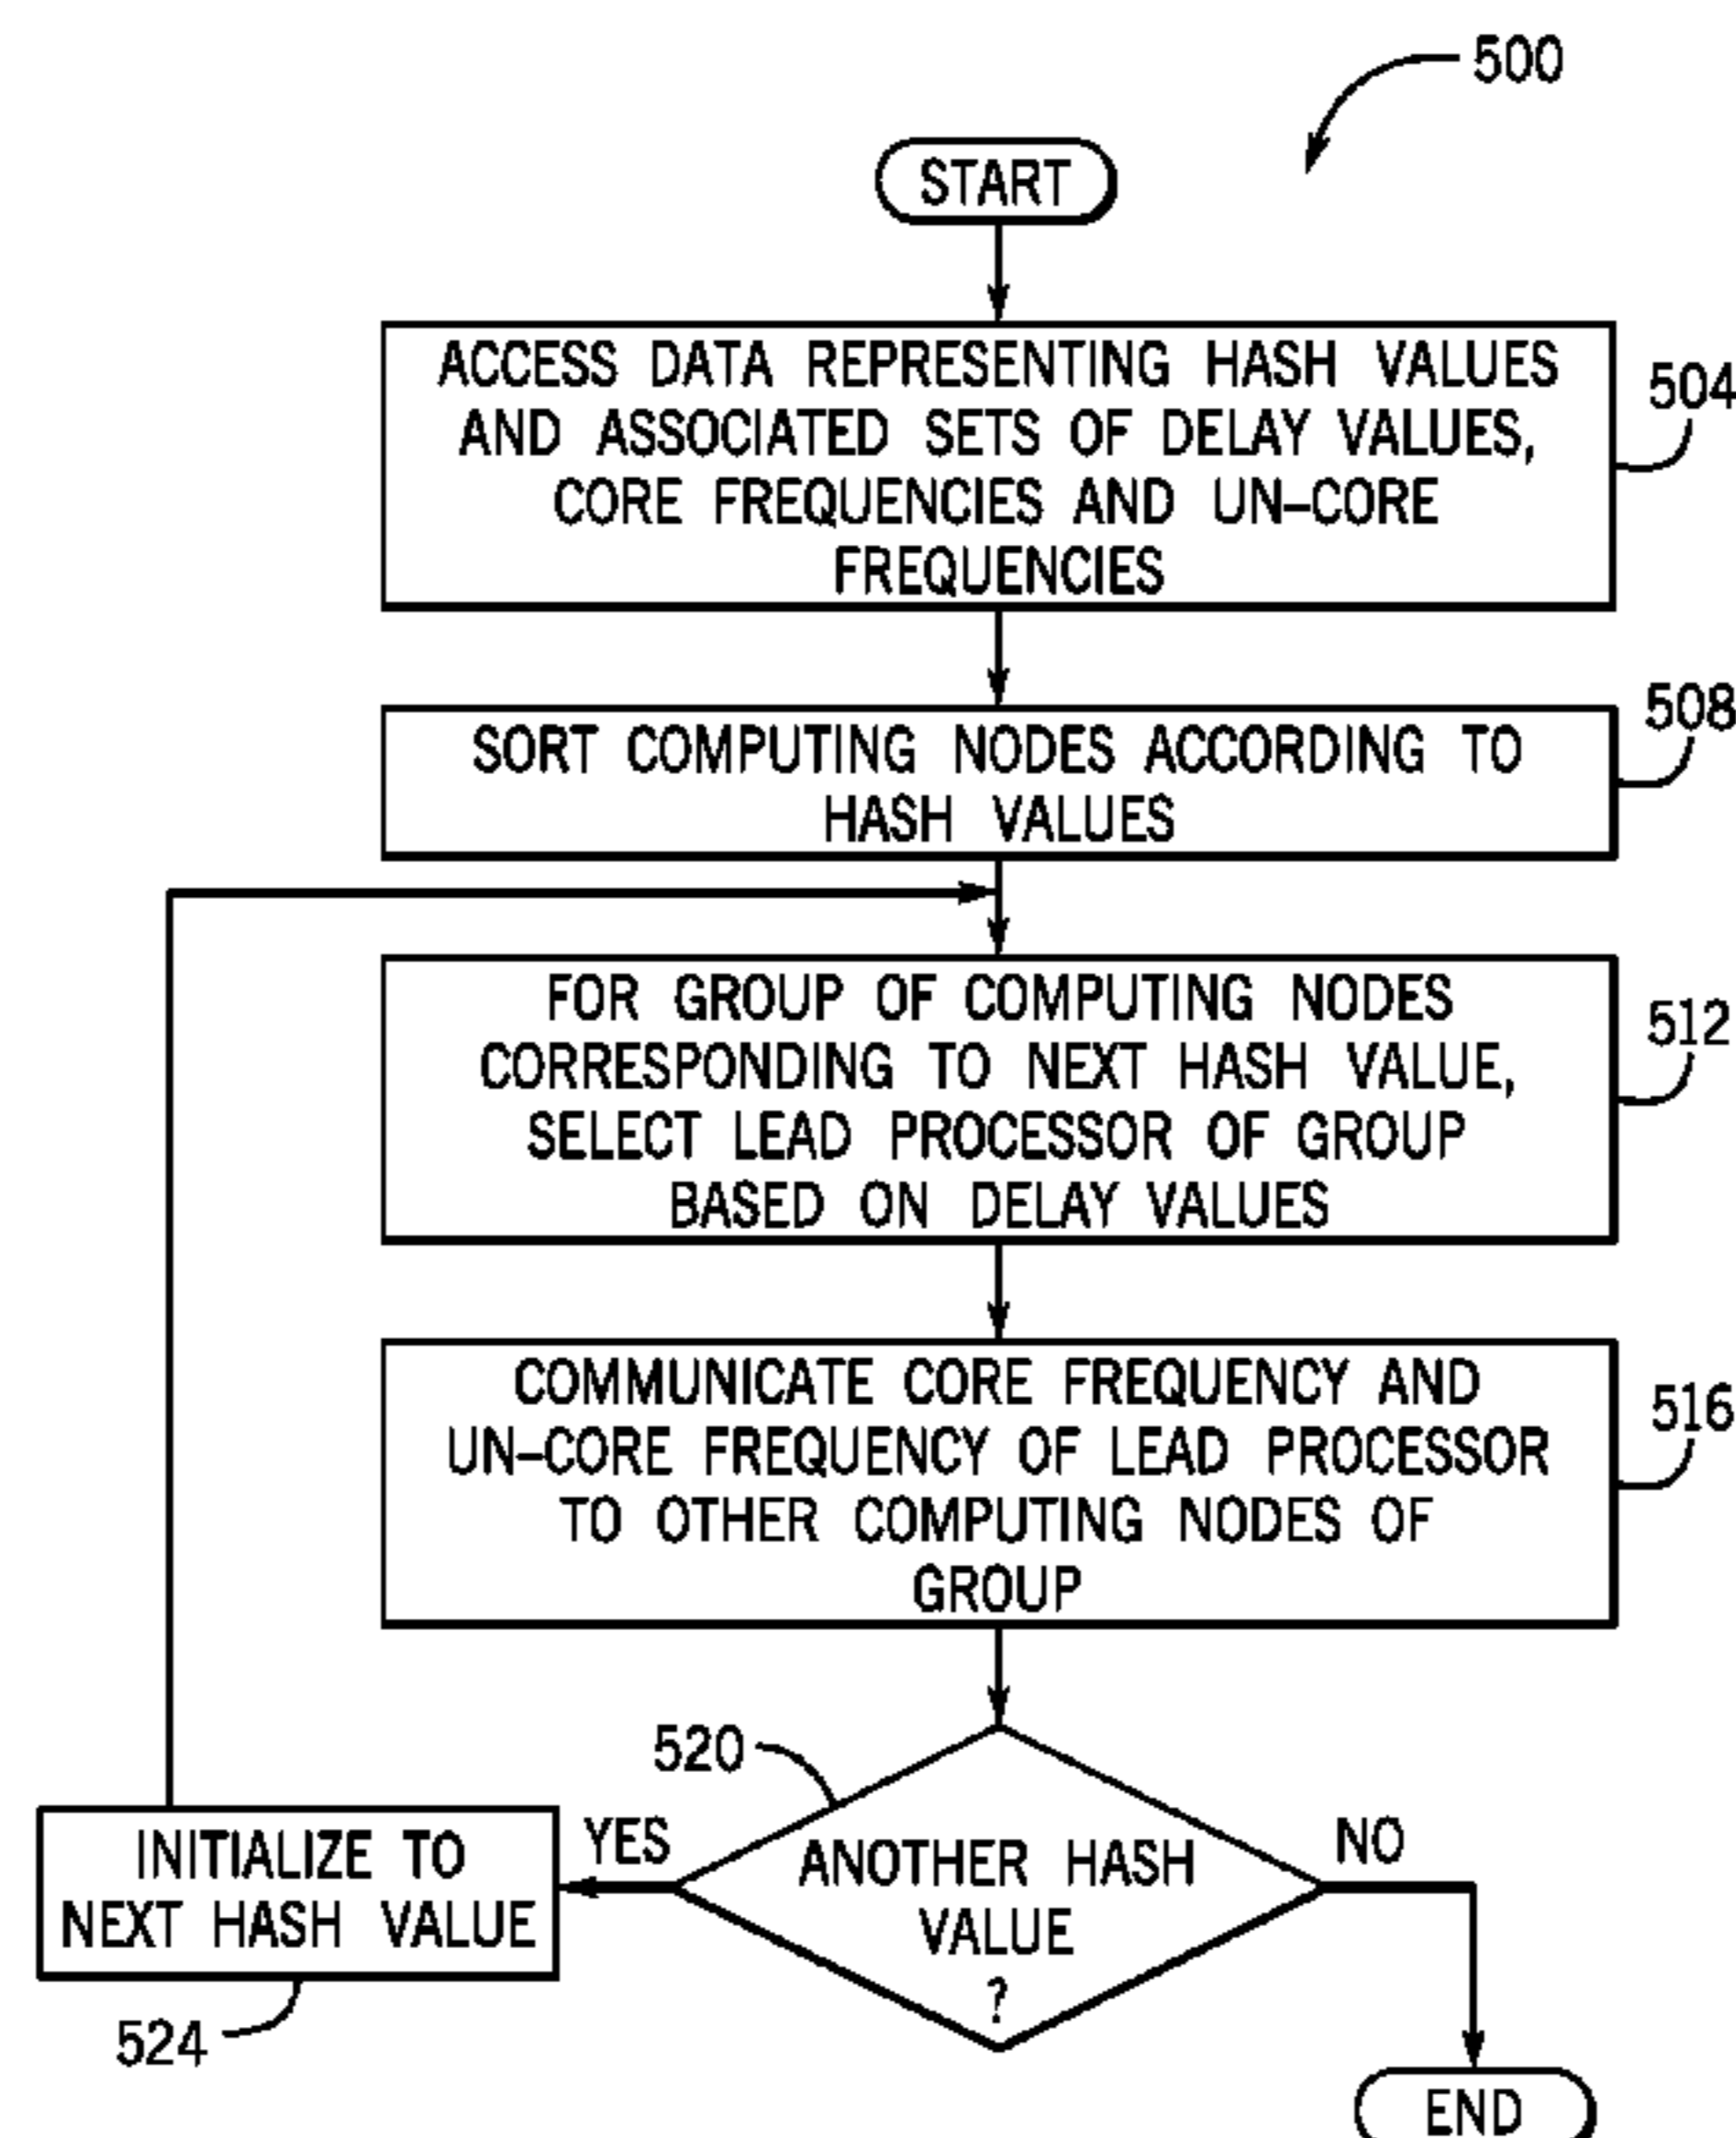 500
START
ACCESS DATA REPRESENTING HASH VALUES
AND ASSOCIATED SETS OF DELAY VALUES,
CORE FREQUENCIES AND UN-CORE
FREQUENCIES
504
SORT COMPUTING NODES ACCORDING TO
HASH VALUES
508
FOR GROUP OF COMPUTING NODES
CORRESPONDING TO NEXT HASH VALUE,
SELECT LEAD PROCESSOR OF GROUP
BASED ON DELAY VALUES
512
COMMUNICATE CORE FREQUENCY AND
UN-CORE FREQUENCY OF LEAD PROCESSOR
TO OTHER COMPUTING NODES OF
GROUP
516
520
ANOTHER HASH
VALUE
?
YES
NO
INITIALIZE TO
NEXT HASH VALUE
524
END